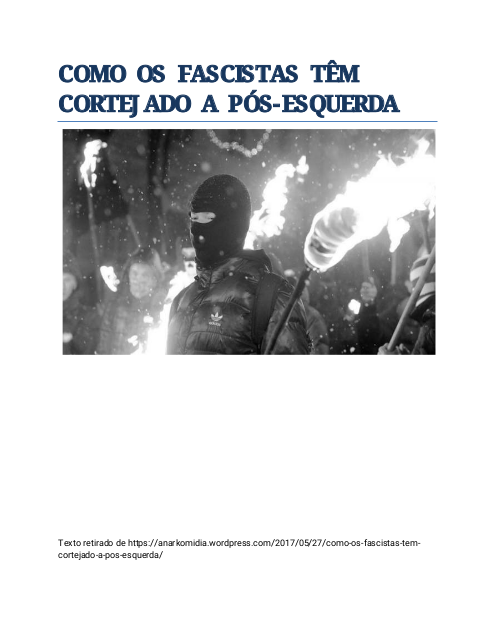 COMO OS FASCISTAS TÊM
CORTEJADO A PÓS-ESQUERDA
adidas
Texto retirado de https://anarkomidia.wordpress.com/2017/05/27/como-os-fascistas-tem-
cortejado-a-pos-esquerda/